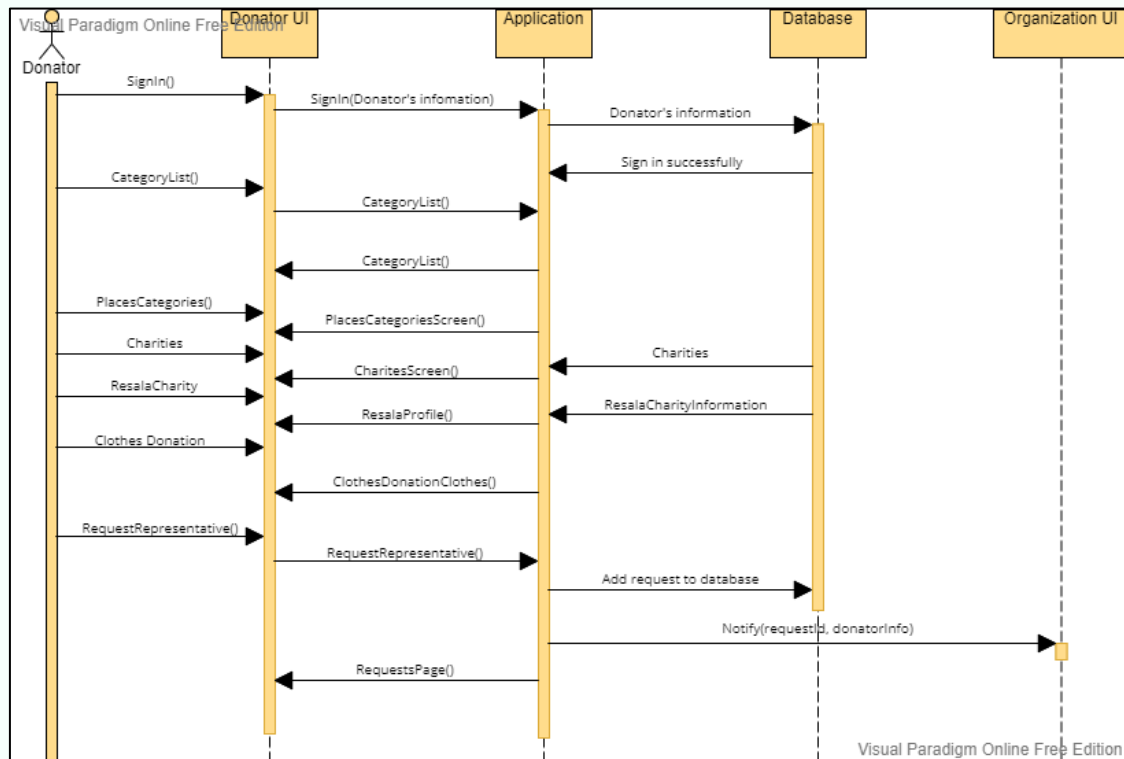 Visual Paradigm Online Free Edition
Donator UI
Application
Database
Organization UI
Donator
SignIn()
SignIn(Donator's infomation)
Donator's information
Sign in successfully
CategoryList()
CategoryList()
CategoryList()
PlacesCategories()
PlacesCategoriesScreen()
Charities
Charities
CharitesScreen()
ResalaCharity
ResalaCharityInformation
ResalaProfile()
Clothes Donation
ClothesDonationClothes()
RequestRepresentative()
RequestRepresentative()
Add request to database
Notify(requestId, donatorInfo)
RequestsPage()
Visual Paradigm Online Free Edition